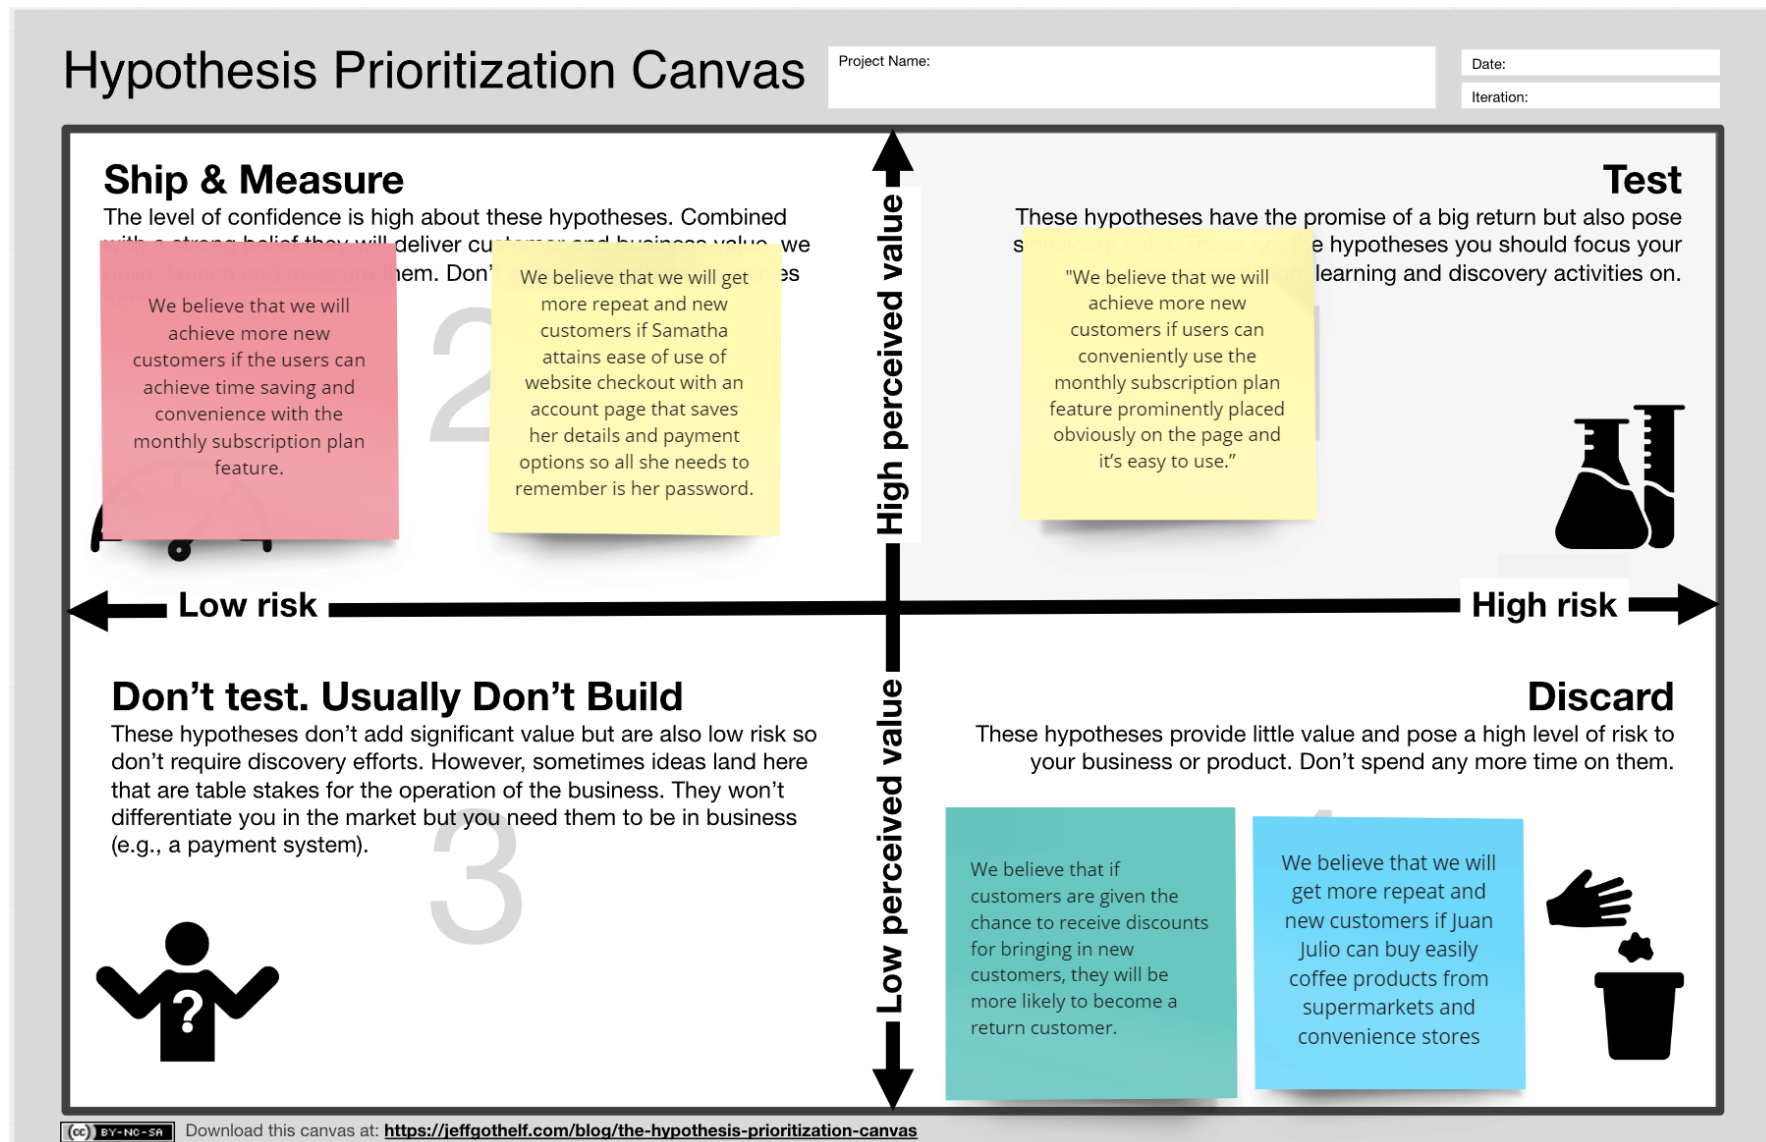 Hypothesis Prioritization Canvas
Project Name:
Date:
Iteration:
Ship & Measure
The level of confidence is high about these hypotheses. Combined
with a strong belief they will deliver customer and business value, we
them. Don't
We believe that we will
achieve more new
customers if the users can
achieve time saving and
convenience with the
monthly subscription plan
feature.
2
We believe that we will get
more repeat and new
customers if Samatha
attains ease of use of
website checkout with an
account page that saves
her details and payment
options so all she needs to
remember is her password.
Test
These hypotheses have the promise of a big return but also pose
the hypotheses you should focus your
learning and discovery activities on.
"We believe that we will
achieve more new
customers if users can
conveniently use the
monthly subscription plan
feature prominently placed
obviously on the page and
it's easy to use.”
High perceived value
Low risk
High risk
Low perceived value
Don't test. Usually Don't Build
These hypotheses don't add significant value but are also low risk so
don't require discovery efforts. However, sometimes ideas land here
that are table stakes for the operation of the business. They won't
differentiate you in the market but you need them to be in business
(e.g., a payment system).
3
?
Discard
These hypotheses provide little value and pose a high level of risk to
your business or product. Don't spend any more time on them.
We believe that if
customers are given the
chance to receive discounts
for bringing in new
customers, they will be
more likely to become a
return customer.
We believe that we will
get more repeat and
new customers if Juan
Julio can buy easily
coffee products from
supermarkets and
convenience stores
(cc) BY-NC-SA
Download this canvas at: https://jeffgothelf.com/blog/the-hypothesis-prioritization-canvas